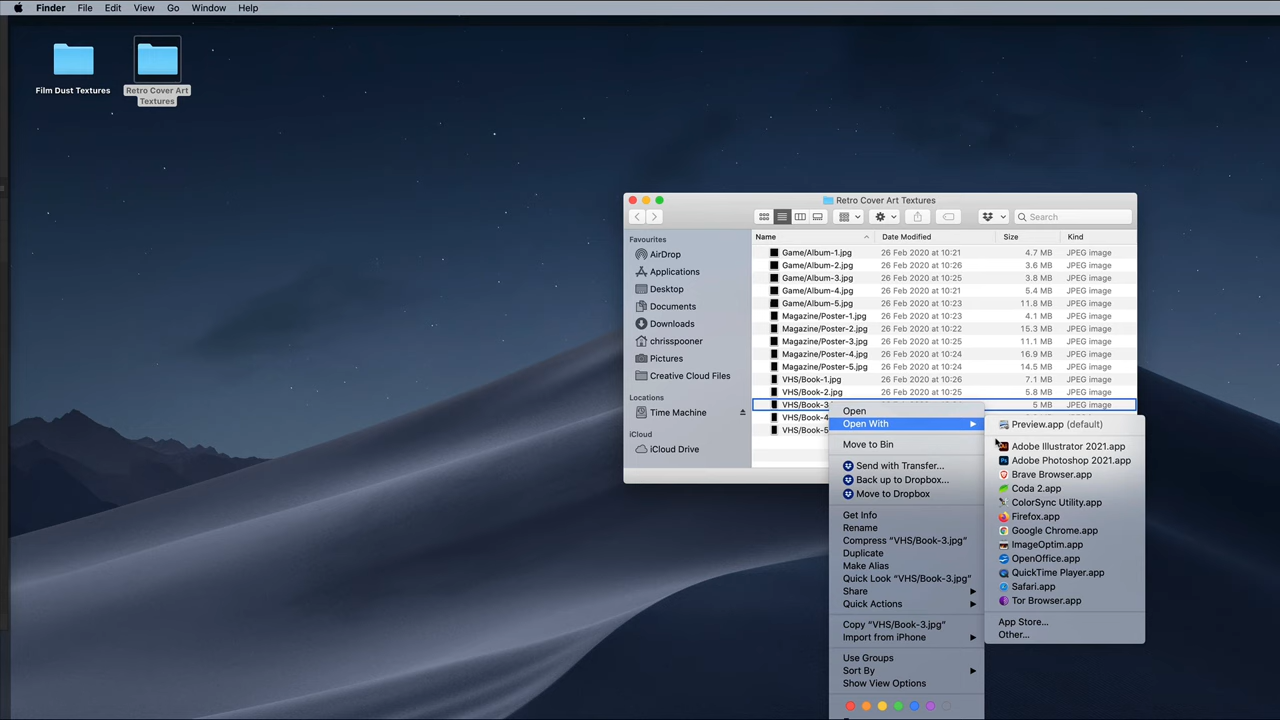 Finder File Edit View Go Window Help
Film Dust Textures
Retro Cover Art
Textures
Retro Cover Art Textures
Search
Favourites
AirDrop
Applications
Desktop
Documents
Downloads
chrisspooner
Pictures
Creative Cloud Files
Locations
Time Machine
iCloud
iCloud Drive
Name Date Modified Size Kind
Game/Album-1.jpg 26 Feb 2020 at 10:21 4.7 MB JPEG image
Game/Album-2.jpg 26 Feb 2020 at 10:26 3.6 MB JPEG image
Game/Album-3.jpg 26 Feb 2020 at 10:25 3.8 MB JPEG image
Game/Album-4.jpg 26 Feb 2020 at 10:21 5.4 MB JPEG image
Game/Album-5.jpg 26 Feb 2020 at 10:23 11.8 MB JPEG image
Magazine/Poster-1.jpg 26 Feb 2020 at 10:23 4.1 MB JPEG image
Magazine/Poster-2.jpg 26 Feb 2020 at 10:22 15.3 MB JPEG image
Magazine/Poster-3.jpg 26 Feb 2020 at 10:25 11.1 MB JPEG image
Magazine/Poster-4.jpg 26 Feb 2020 at 10:24 16.9 MB JPEG image
Magazine/Poster-5.jpg 26 Feb 2020 at 10:24 14.5 MB JPEG image
VHS/Book-1.jpg 26 Feb 2020 at 10:26 7.1 MB JPEG image
VHS/Book-2.jpg 26 Feb 2020 at 10:25 5.8 MB JPEG image
VHS/Book-3 5 MB JPEG image
VHS/Book-4
VHS/Book-5
Open
Open With
Move to Bin
Send with Transfer...
Back up to Dropbox...
Move to Dropbox
Get Info
Rename
Compress “VHS/Book-3.jpg”
Duplicate
Make Alias
Quick Look “VHS/Book-3.jpg”
Share
Quick Actions
Copy “VHS/Book-3.jpg”
Import from iPhone
Use Groups
Sort By
Show View Options
Preview.app (default)
Adobe Illustrator 2021.app
Adobe Photoshop 2021.app
Brave Browser.app
Coda 2.app
ColorSync Utility.app
Firefox.app
Google Chrome.app
ImageOptim.app
OpenOffice.app
QuickTime Player.app
Safari.app
Tor Browser.app
App Store...
Other...